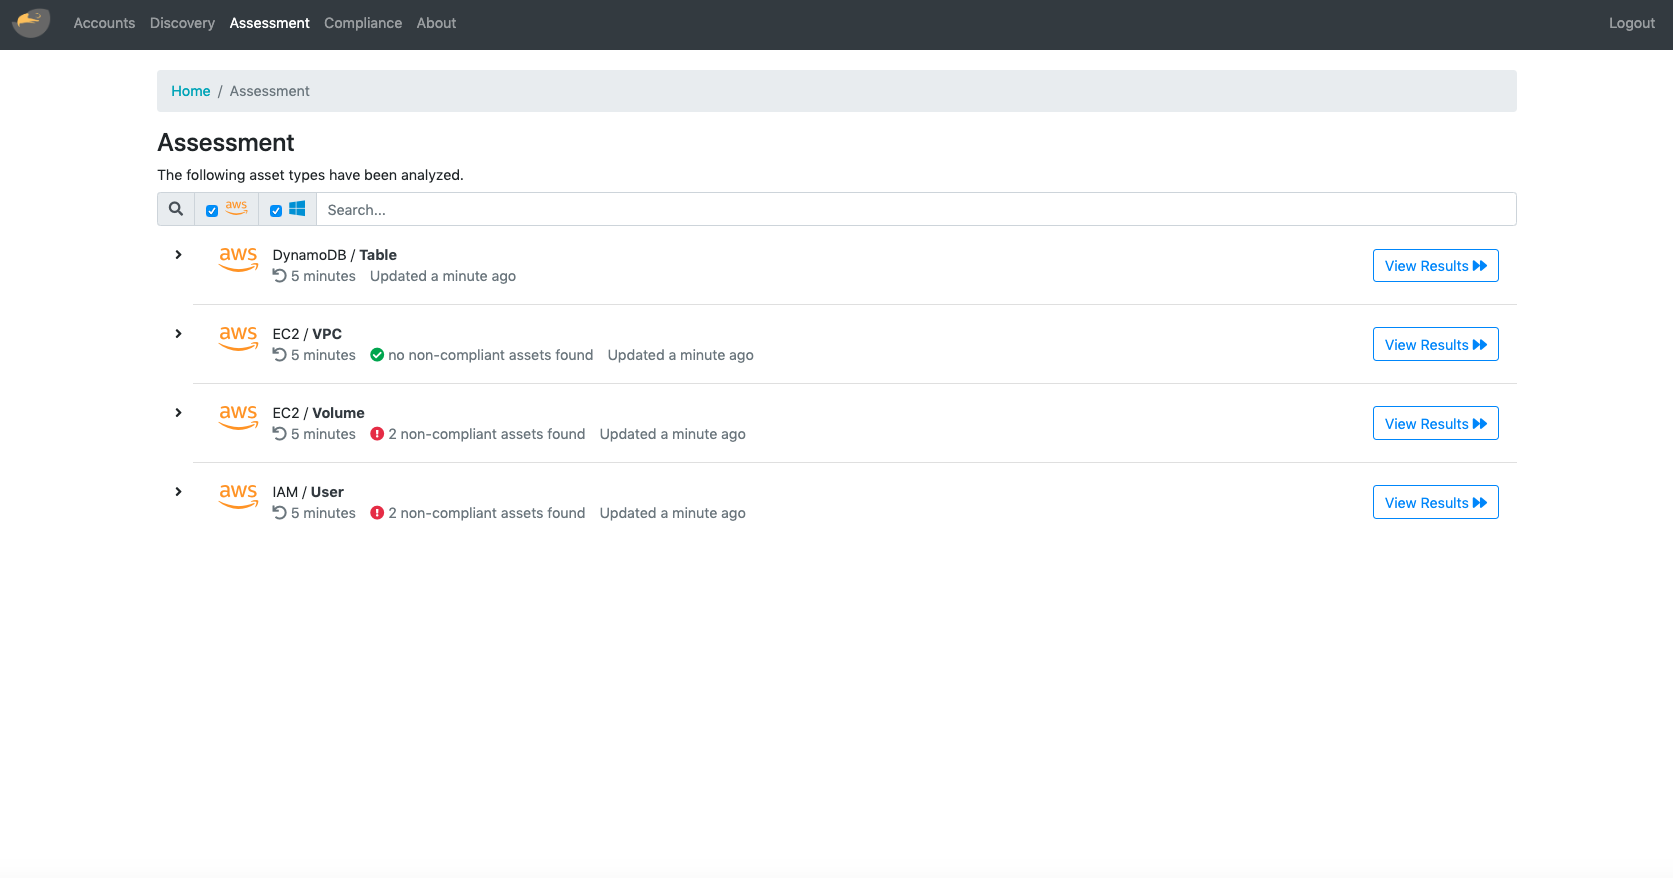 Accounts Discovery Assessment Compliance About Logout
Home / Assessment
Assessment
The following asset types have been analyzed.
aws Search...
aws DynamoDB / Table
5 minutes Updated a minute ago View Results
aws EC2 / VPC
5 minutes no non-compliant assets found Updated a minute ago View Results
aws EC2 / Volume
5 minutes 2 non-compliant assets found Updated a minute ago View Results
aws IAM / User
5 minutes 2 non-compliant assets found Updated a minute ago View Results